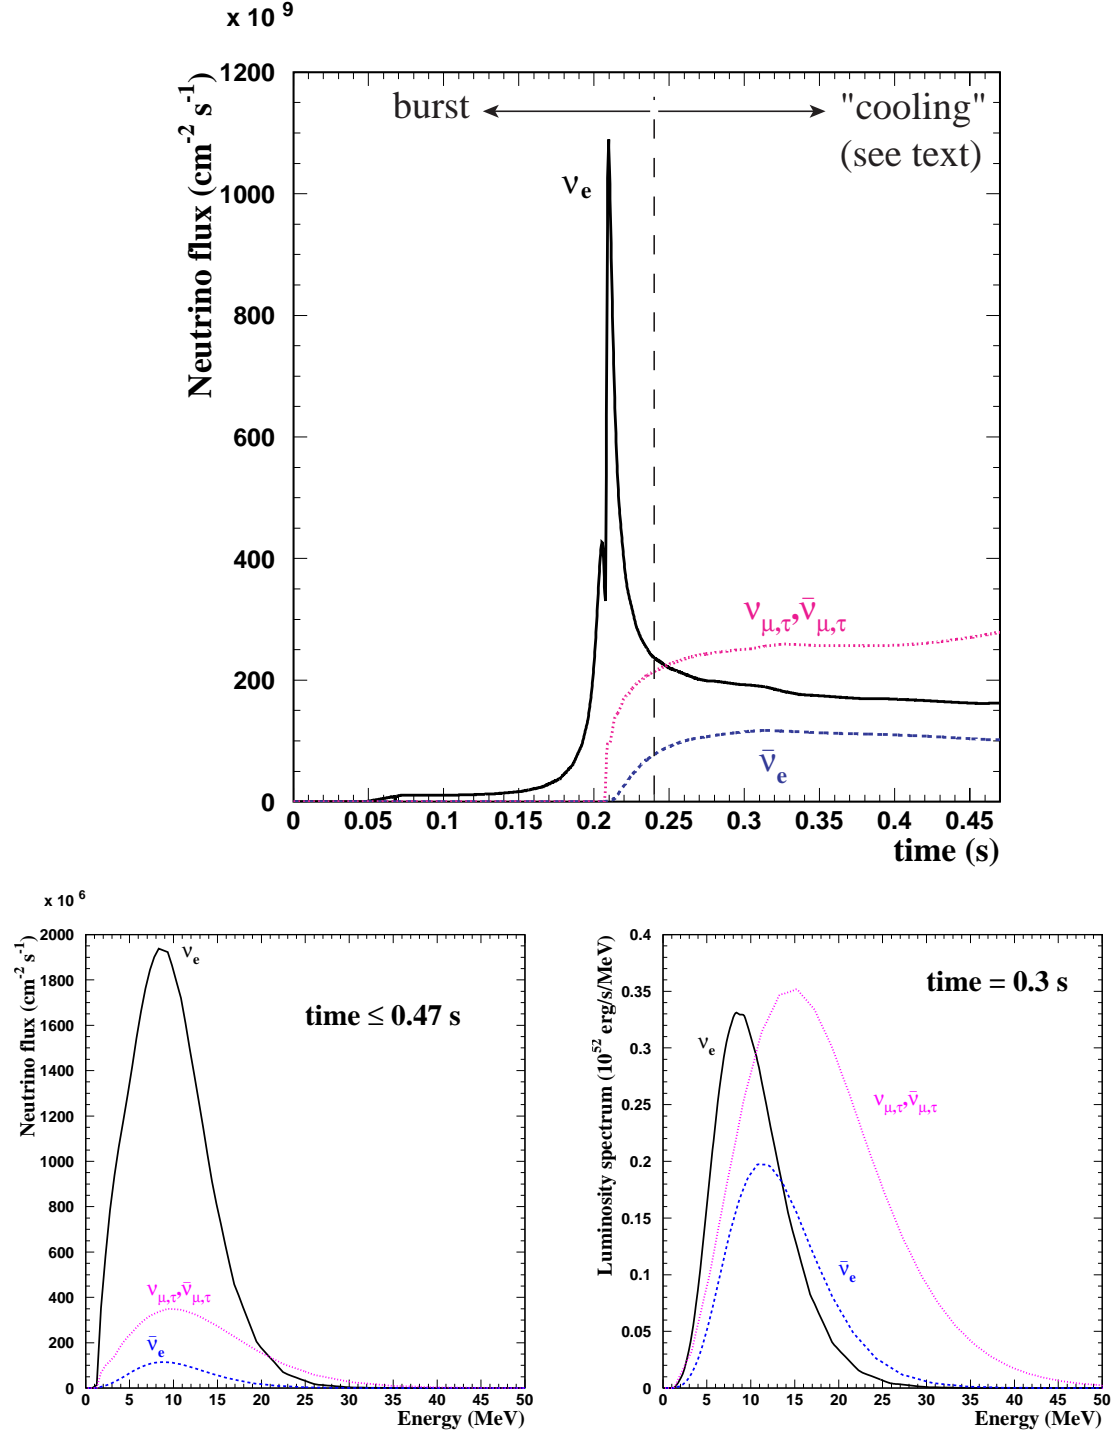 x 10 9
1200
1000
800
600
400
200
0
Neutrino flux (cm-2 s-1)
burst
"cooling"
(see text)
νe
νμ,τ,ν̄μ,τ
ν̄e
0 0.05 0.1 0.15 0.2 0.25 0.3 0.35 0.4 0.45
time (s)
x 10 6
2000
1800
1600
1400
1200
1000
800
600
400
200
0
Neutrino flux (cm-2 s-1)
νe
time ≤ 0.47 s
νμ,τ,ν̄μ,τ
ν̄e
0 5 10 15 20 25 30 35 40 45 50
Energy (MeV)
0.4
0.35
0.3
0.25
0.2
0.15
0.1
0.05
0
Luminosity spectrum (10^52 erg/s/MeV)
time = 0.3 s
νe
νμ,τ,ν̄μ,τ
ν̄e
0 5 10 15 20 25 30 35 40 45 50
Energy (MeV)